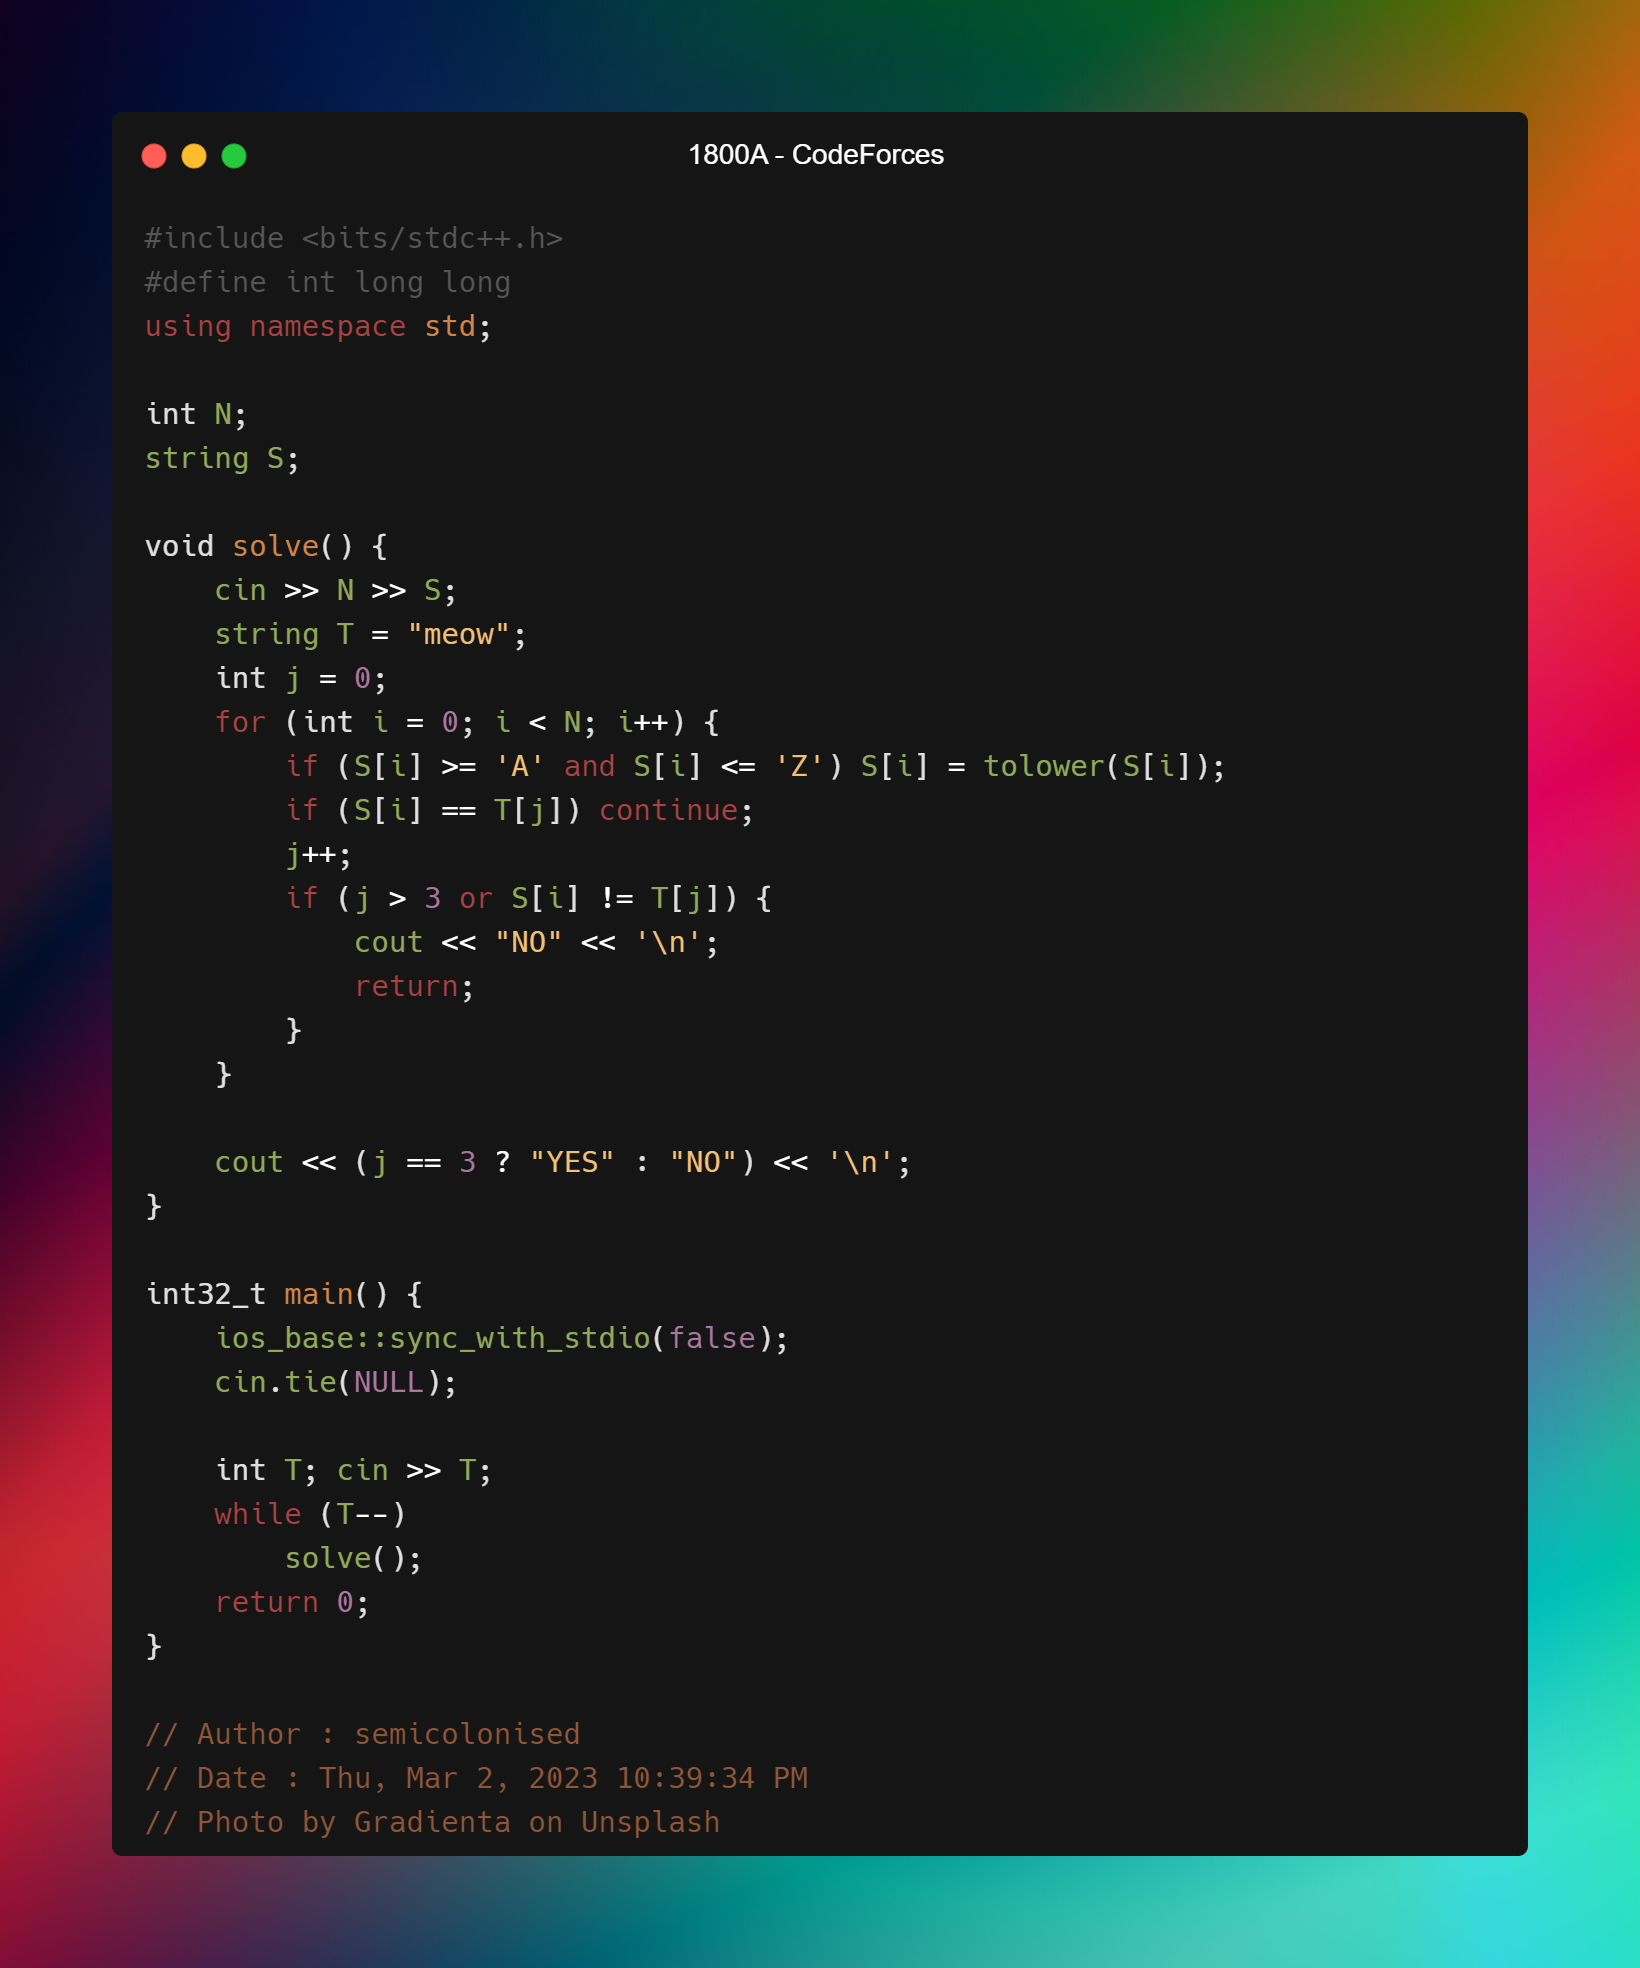 1800A - CodeForces
#include <bits/stdc++.h>
#define int long long
using namespace std;
int N;
string S;
void solve() {
    cin >> N >> S;
    string T = "meow";
    int j = 0;
    for (int i = 0; i < N; i++) {
        if (S[i] >= 'A' and S[i] <= 'Z') S[i] = tolower(S[i]);
        if (S[i] == T[j]) continue;
        j++;
        if (j > 3 or S[i] != T[j]) {
            cout << "NO" << '\n';
            return;
        }
    }
    cout << (j == 3 ? "YES" : "NO") << '\n';
}
int32_t main() {
    ios_base::sync_with_stdio(false);
    cin.tie(NULL);
    int T; cin >> T;
    while (T--)
        solve();
    return 0;
}
// Author : semicolonised
// Date : Thu, Mar 2, 2023 10:39:34 PM
// Photo by Gradienta on Unsplash